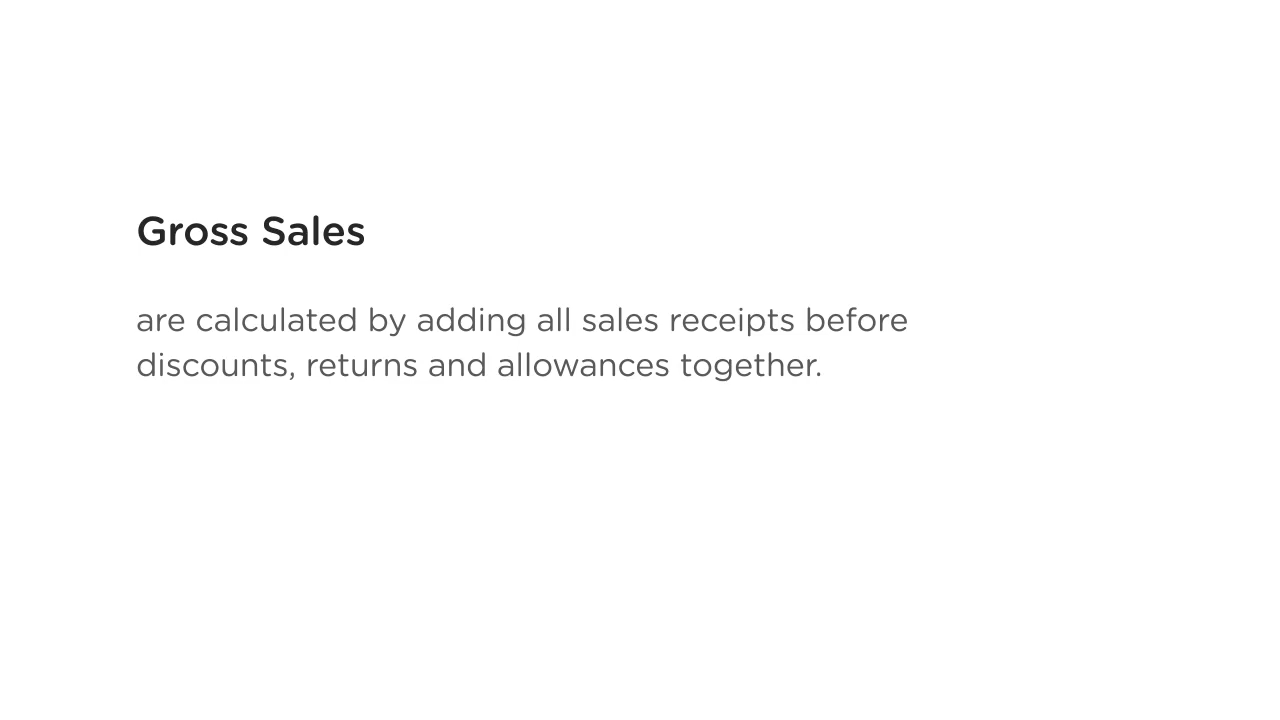 Gross Sales
are calculated by adding all sales receipts before
discounts, returns and allowances together.